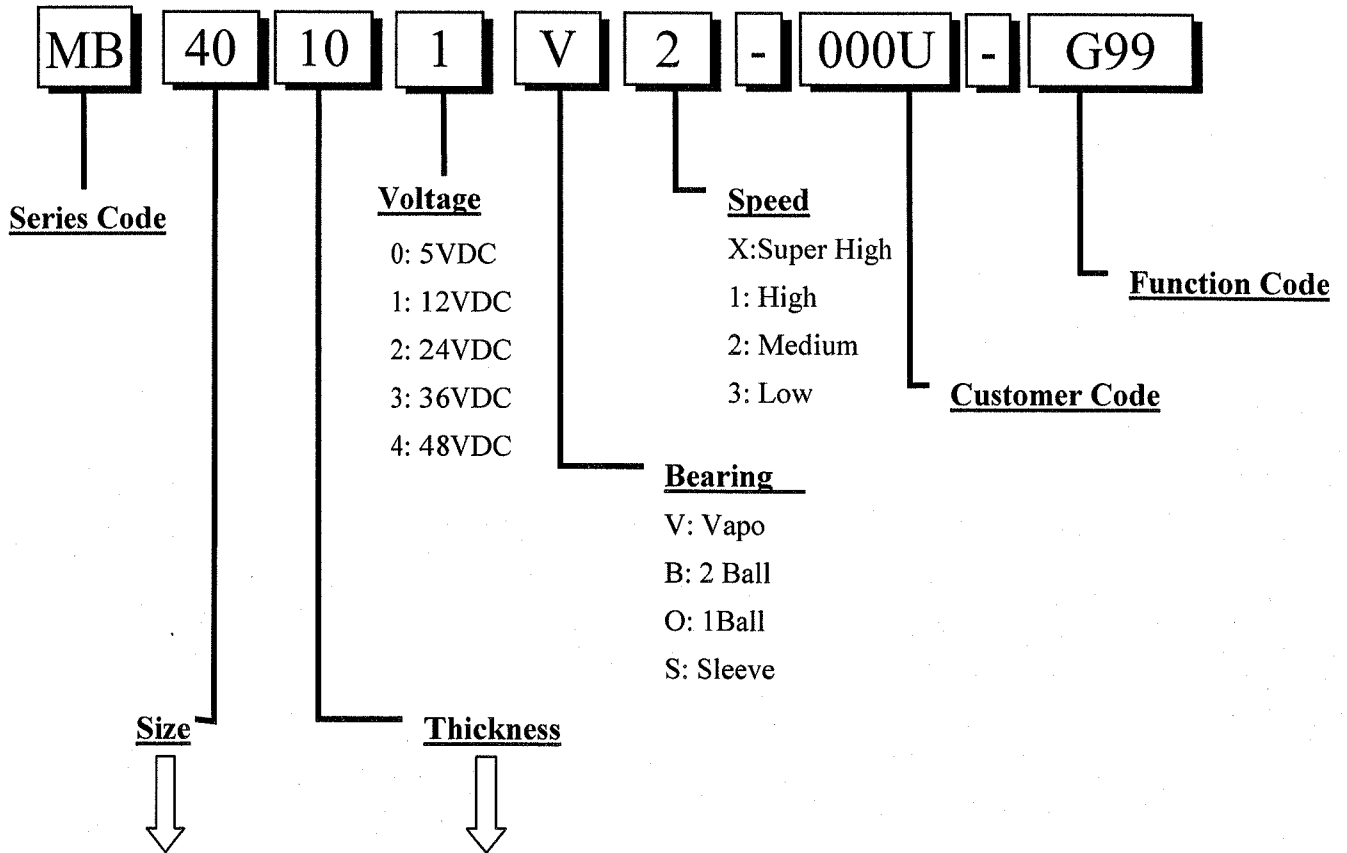 MB 40 10 1 V 2 - 000U - G99
Series Code
Voltage
0: 5VDC
1: 12VDC
2: 24VDC
3: 36VDC
4: 48VDC
Speed
X:Super High
1: High
2: Medium
3: Low
Function Code
Customer Code
Bearing
V: Vapo
B: 2 Ball
O: 1Ball
S: Sleeve
Size
Thickness